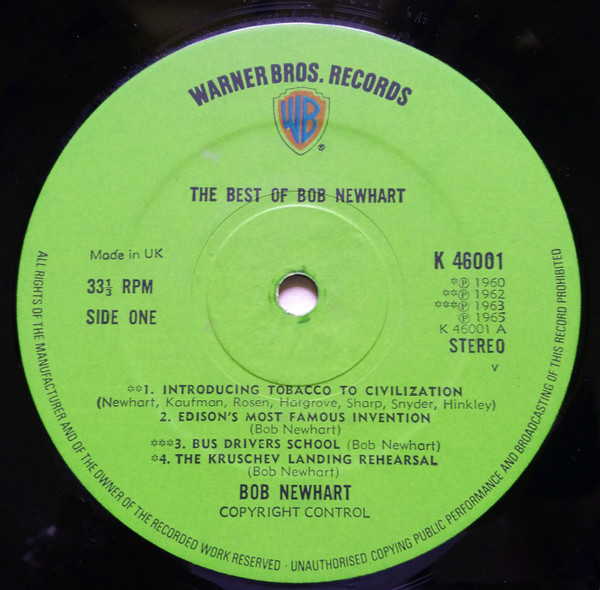 WARNER BROS. RECORDS
WB
®
THE BEST OF BOB NEWHART
Made in UK
33⅓ RPM
SIDE ONE
K 46001
*℗ 1960
**℗ 1962
***℗ 1963
℗ 1965
K 46001 A
STEREO
V
**1. INTRODUCING TOBACCO TO CIVILIZATION
(Newhart, Kaufman, Rosen, Hargrove, Sharp, Snyder, Hinkley)
2. EDISON'S MOST FAMOUS INVENTION
(Bob Newhart)
***3. BUS DRIVERS SCHOOL (Bob Newhart)
*4. THE KRUSCHEV LANDING REHEARSAL
(Bob Newhart)
BOB NEWHART
COPYRIGHT CONTROL
ALL RIGHTS OF THE MANUFACTURER AND OF THE OWNER OF THE RECORDED WORK RESERVED · UNAUTHORISED COPYING PUBLIC PERFORMANCE AND BROADCASTING OF THIS RECORD PROHIBITED